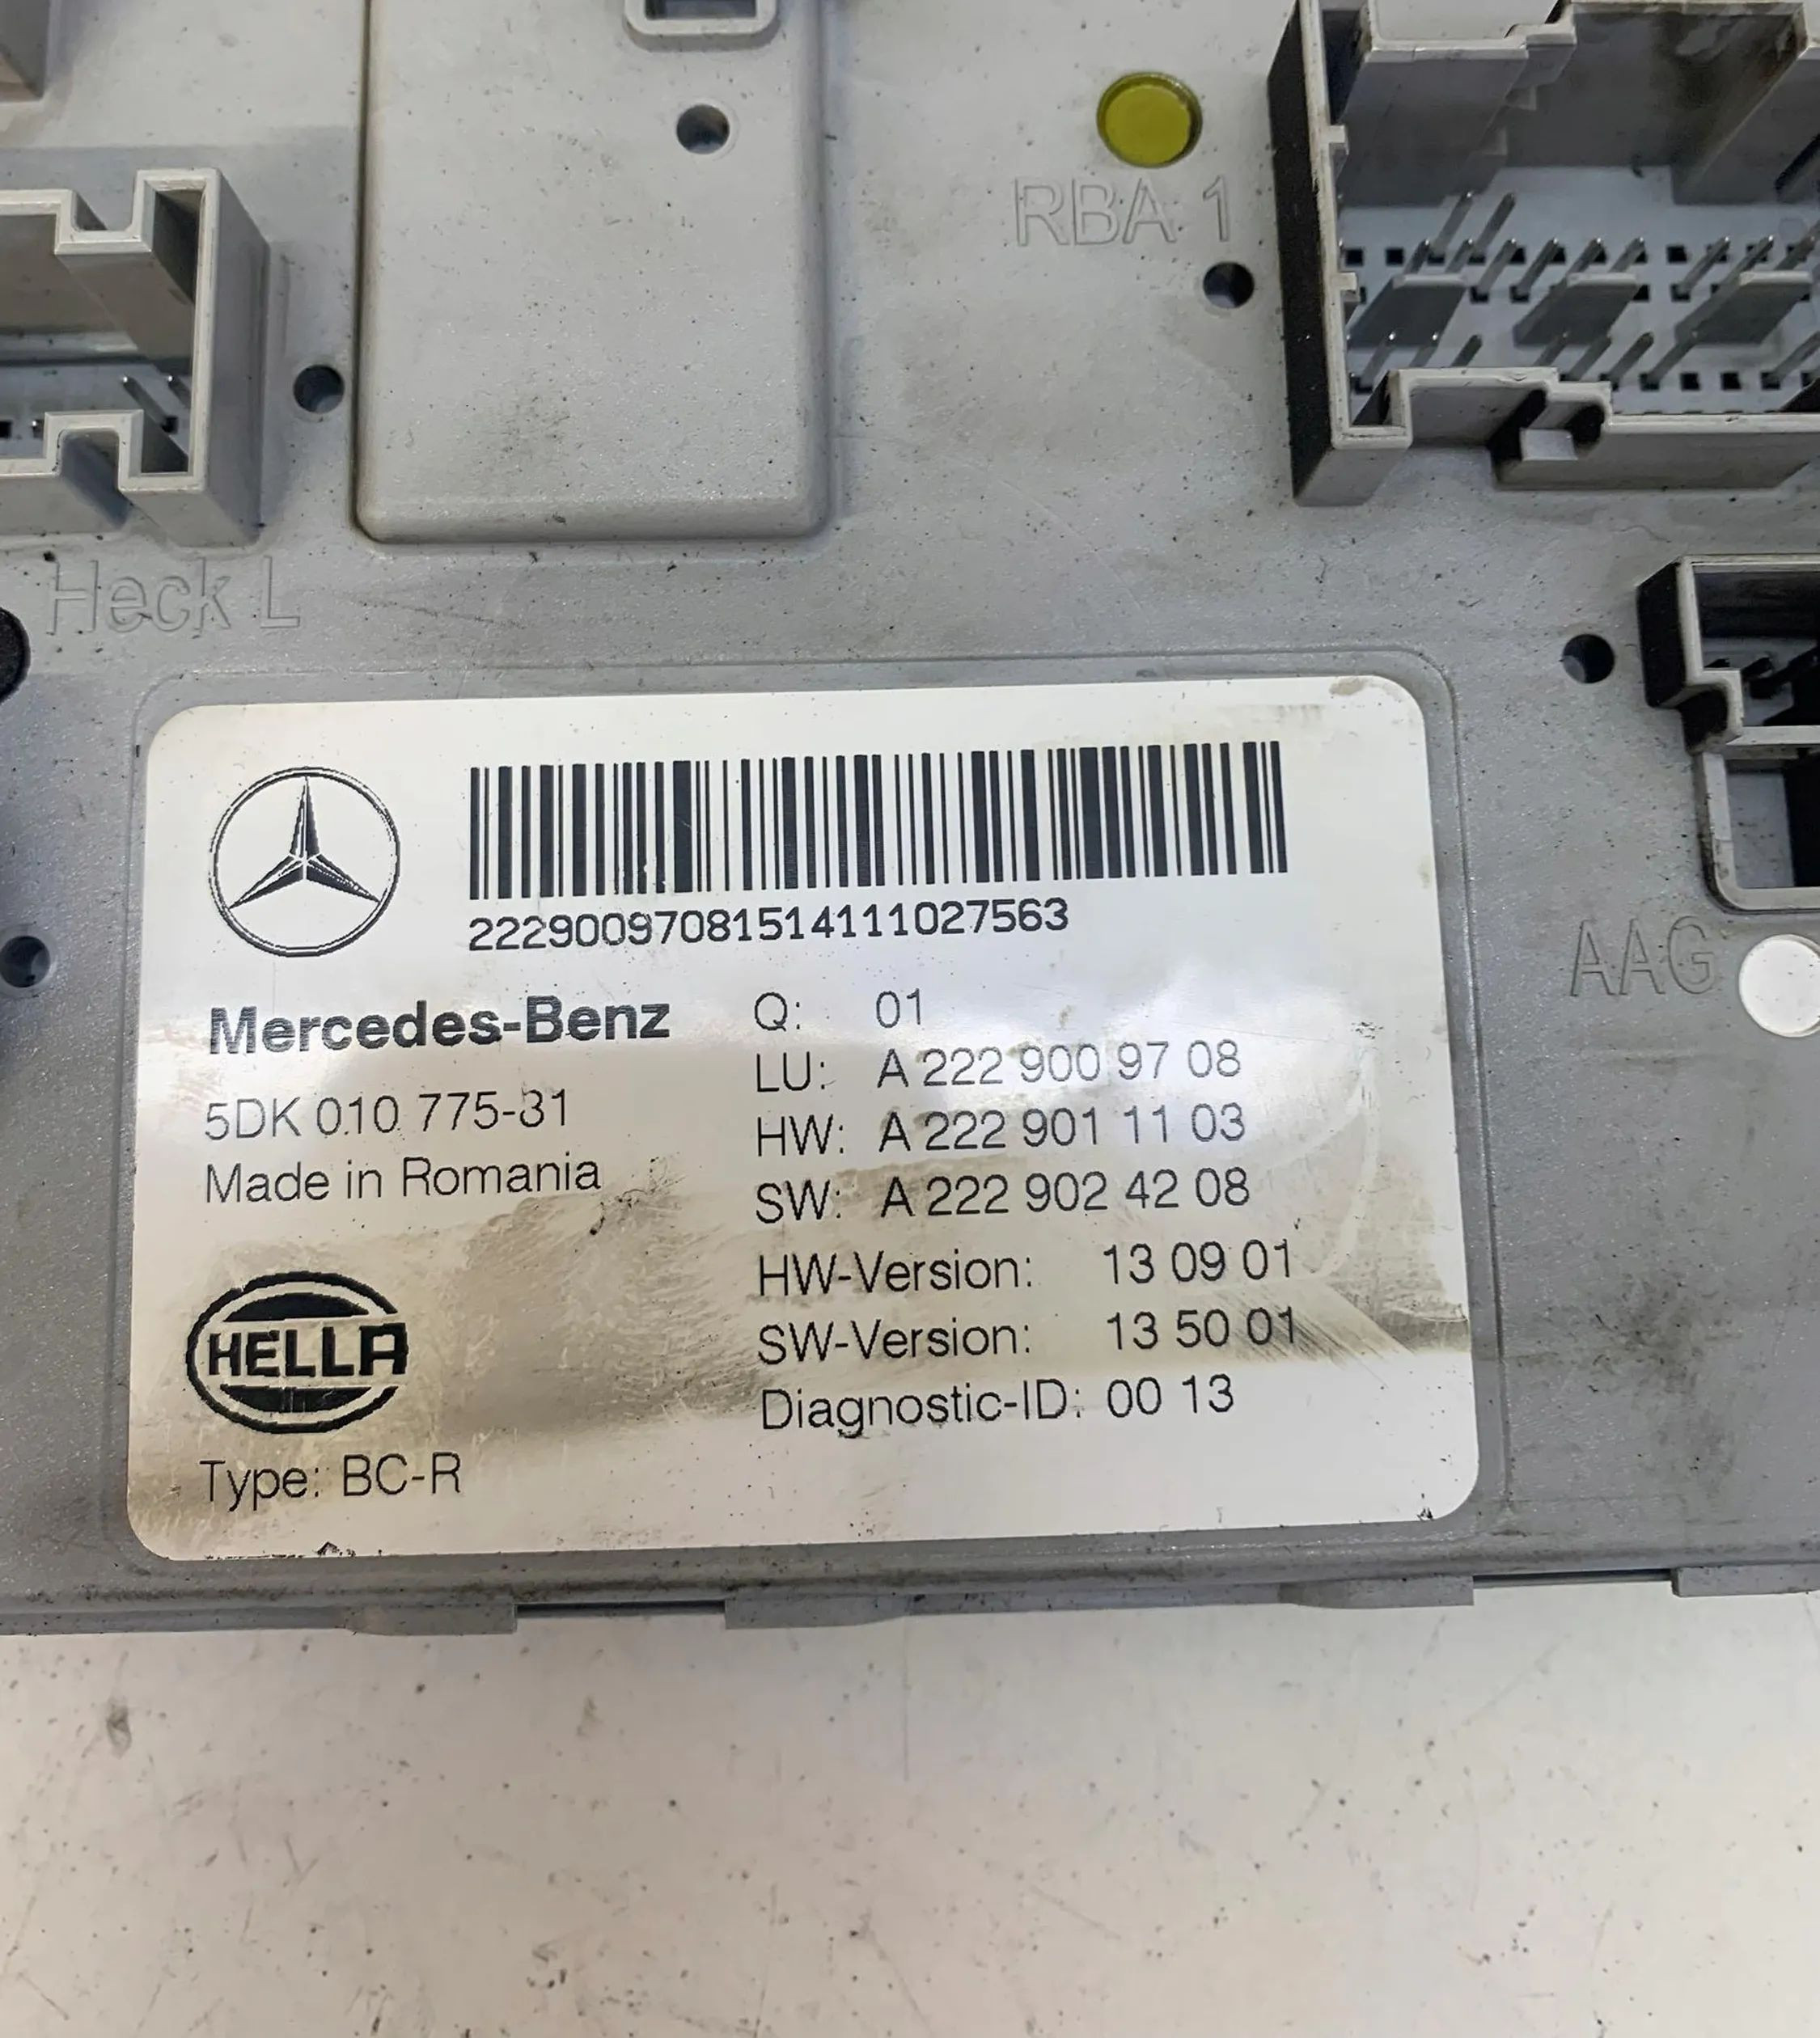 RBA 1
Heck L
AAG
2229009708151411027563
Mercedes-Benz
5DK 010 775-31
Made in Romania
HELLA
Type: BC-R
Q: 01
LU: A 222 900 97 08
HW: A 222 901 11 03
SW: A 222 902 42 08
HW-Version: 13 09 01
SW-Version: 13 50 01
Diagnostic-ID: 00 13